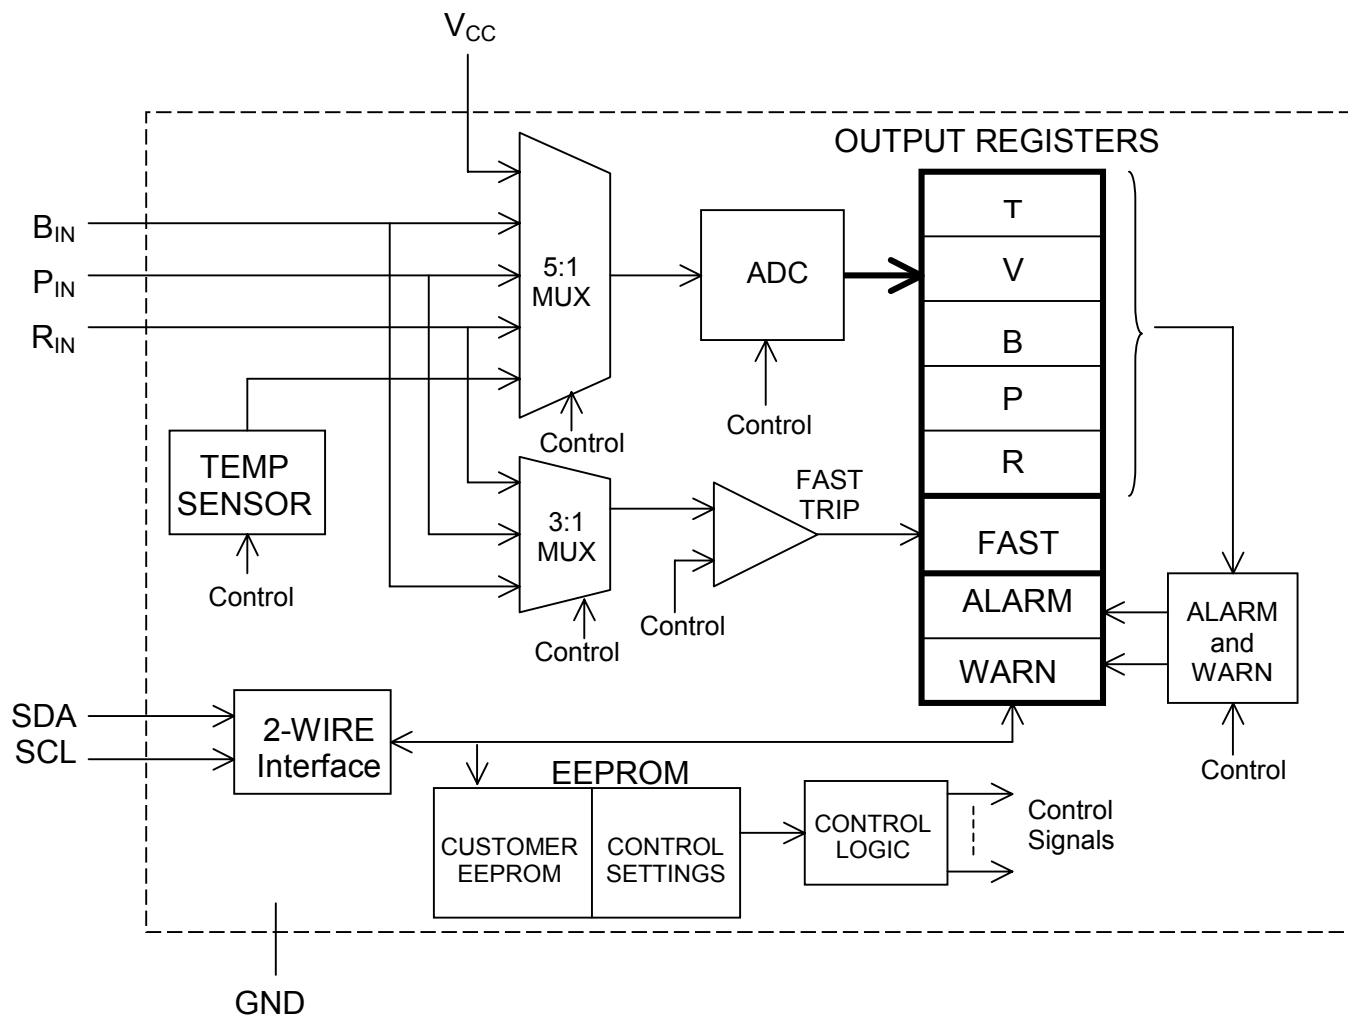 VCC
OUTPUT REGISTERS
BIN
PIN
RIN
5:1
MUX
ADC
T
V
B
P
R
FAST
ALARM
WARN
Control
Control
TEMP
SENSOR
Control
3:1
MUX
Control
FAST
TRIP
Control
ALARM
and
WARN
Control
SDA
SCL
2-WIRE
Interface
EEPROM
CUSTOMER
EEPROM
CONTROL
SETTINGS
CONTROL
LOGIC
Control
Signals
GND